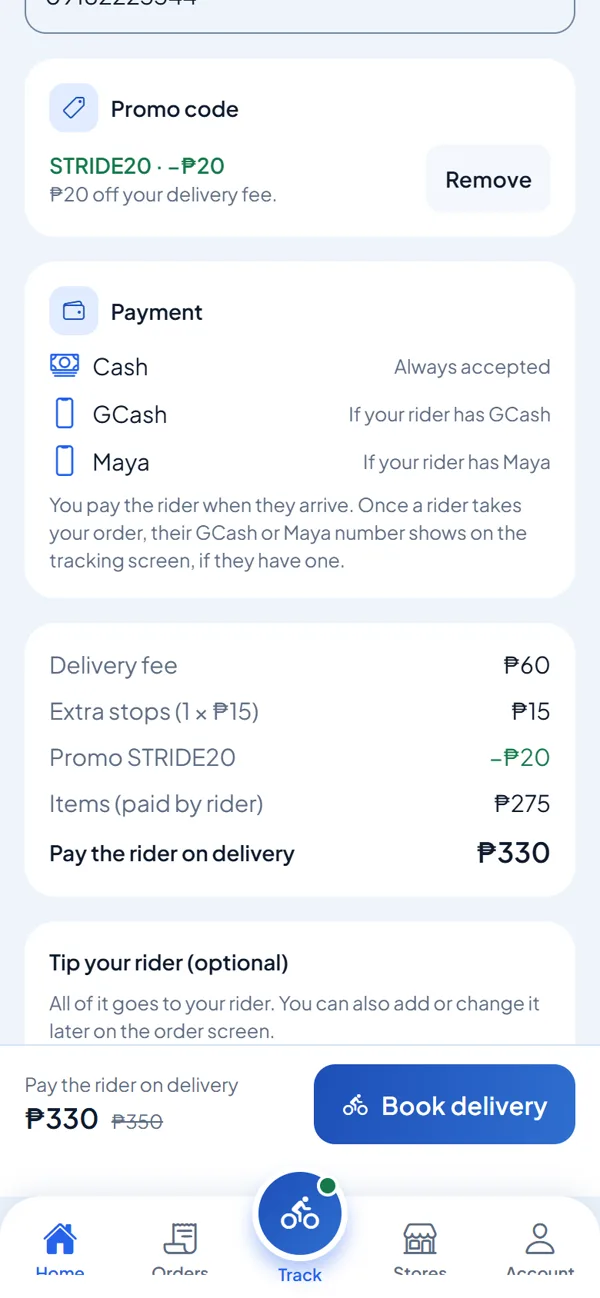 Promo code
STRIDE20 · −₱20
₱20 off your delivery fee.
Remove
Payment
Cash
Always accepted
GCash
If your rider has GCash
Maya
If your rider has Maya
You pay the rider when they arrive. Once a rider takes
your order, their GCash or Maya number shows on the
tracking screen, if they have one.
Delivery fee
₱60
Extra stops (1 × ₱15)
₱15
Promo STRIDE20
−₱20
Items (paid by rider)
₱275
Pay the rider on delivery
₱330
Tip your rider (optional)
All of it goes to your rider. You can also add or change it
later on the order screen.
Pay the rider on delivery
₱330 ₱350
Book delivery
Home
Orders
Track
Stores
Account